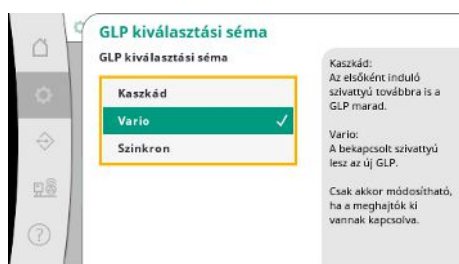 GLP kiválasztási séma
GLP kiválasztási séma
Kaszkád
Vario
Szinkron
Kaszkád:
Az elsőként induló
szivattyú továbbra is a
GLP marad.
Vario:
A bekapcsolt szivattyú
lesz az új GLP.
Csak akkor módosítható,
ha a meghajtók ki
vannak kapcsolva.